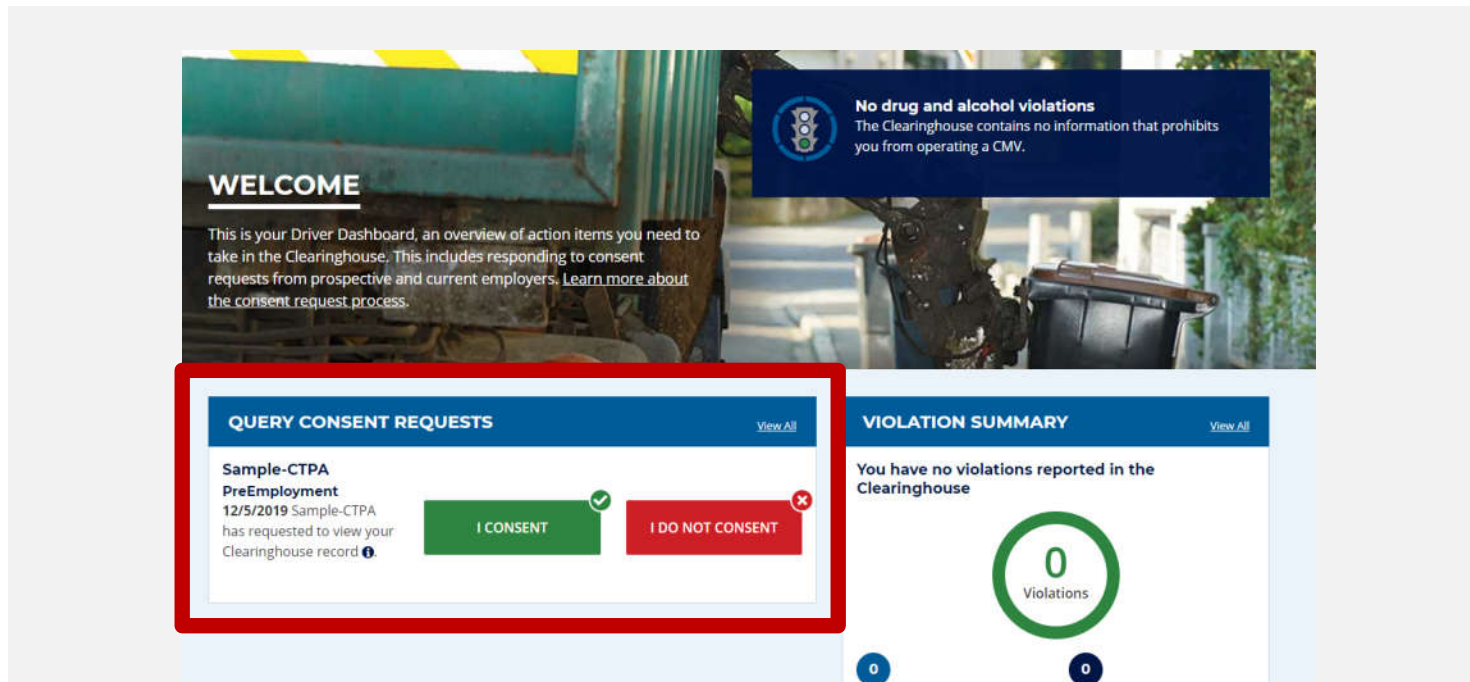 No drug and alcohol violations
The Clearinghouse contains no information that prohibits
you from operating a CMV.
WELCOME
This is your Driver Dashboard, an overview of action items you need to
take in the Clearinghouse. This includes responding to consent
requests from prospective and current employers. Learn more about
the consent request process.
QUERY CONSENT REQUESTS
View All
Sample-CTPA
PreEmployment
12/5/2019 Sample-CTPA
has requested to view your
Clearinghouse record
I CONSENT
I DO NOT CONSENT
VIOLATION SUMMARY
View All
You have no violations reported in the
Clearinghouse
0
Violations
0
0